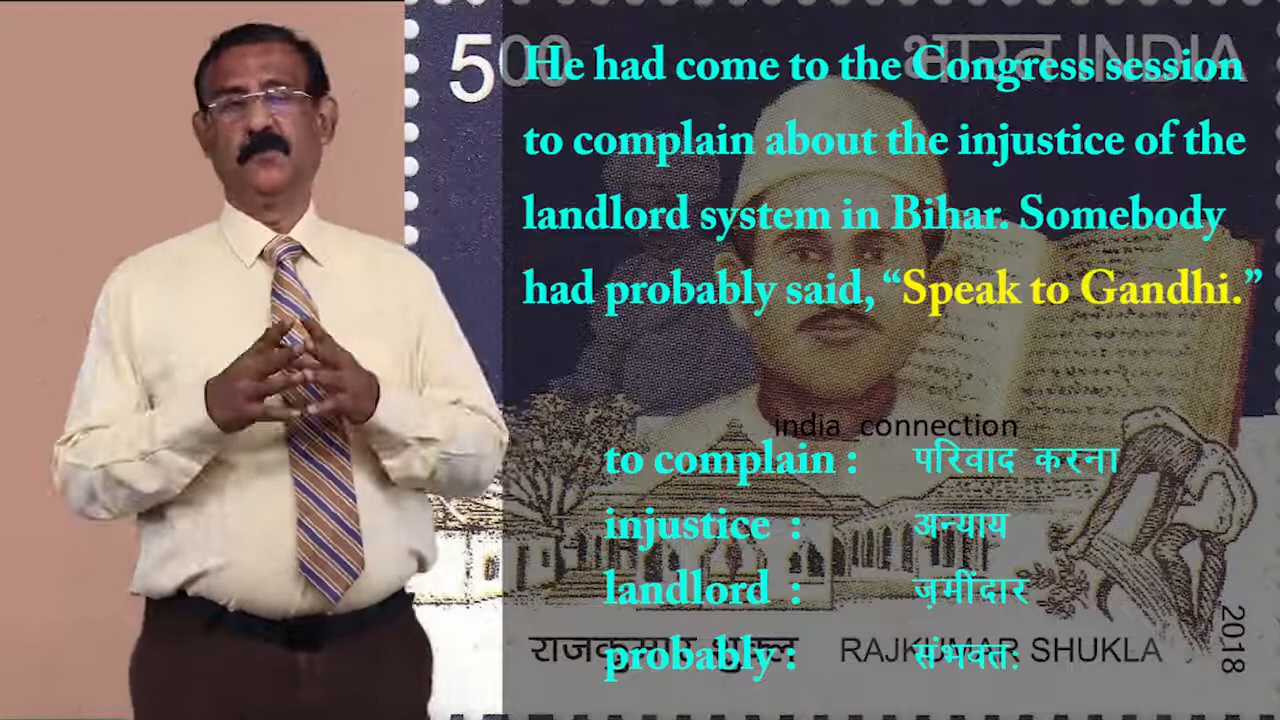 500
भारत INDIA
He had come to the Congress session
to complain about the injustice of the
landlord system in Bihar. Somebody
had probably said, “Speak to Gandhi.”
india connection
to complain : परिवाद करना
injustice : अन्याय
landlord : ज़मींदार
probably : संभवत:
राजकुमार शुक्ल RAJKUMAR SHUKLA
2018